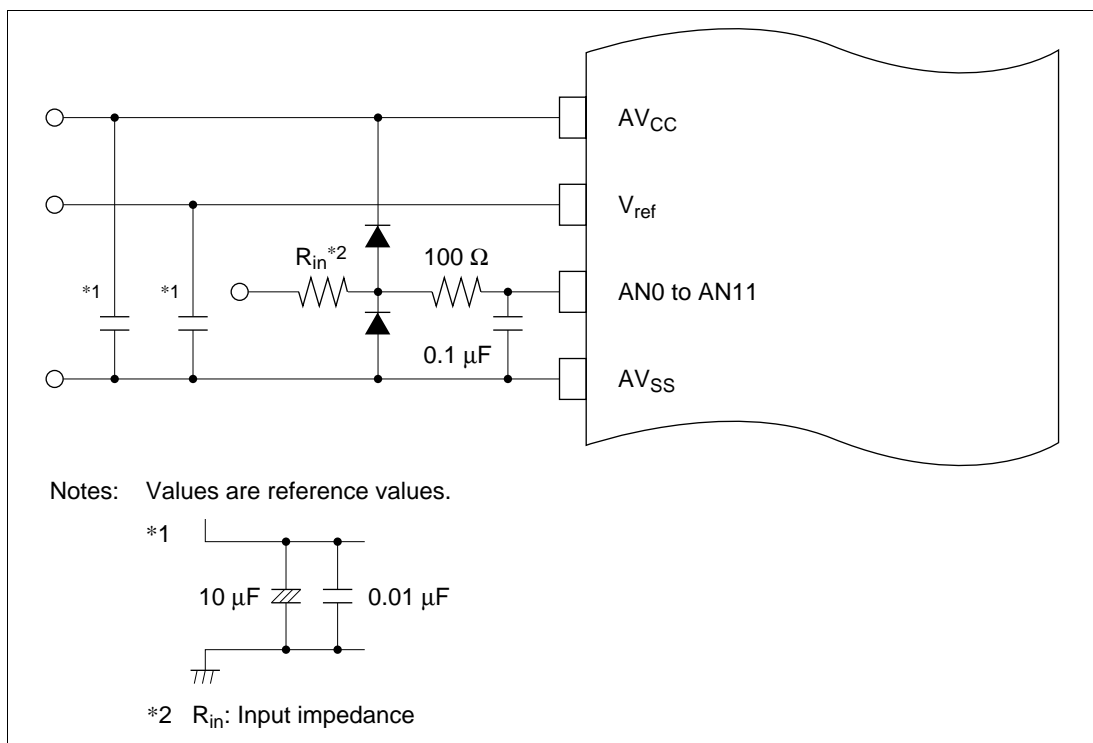 AVCC
Vref
Rin*2
100 Ω
*1
*1
AN0 to AN11
0.1 μF
AVSS
Notes: Values are reference values.
*1
10 μF
0.01 μF
*2 Rin: Input impedance